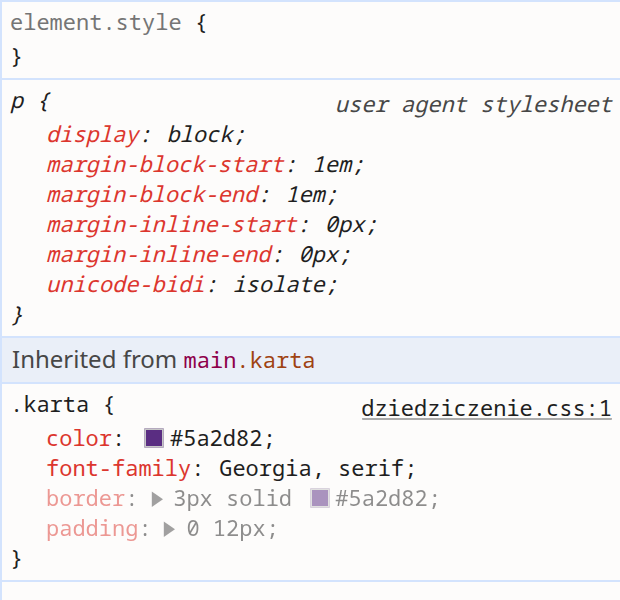 element.style {
}
p {
user agent stylesheet
display: block;
margin-block-start: 1em;
margin-block-end: 1em;
margin-inline-start: 0px;
margin-inline-end: 0px;
unicode-bidi: isolate;
}
Inherited from main.karta
.karta {
dziedziczenie.css:1
color: #5a2d82;
font-family: Georgia, serif;
border: 3px solid #5a2d82;
padding: 0 12px;
}